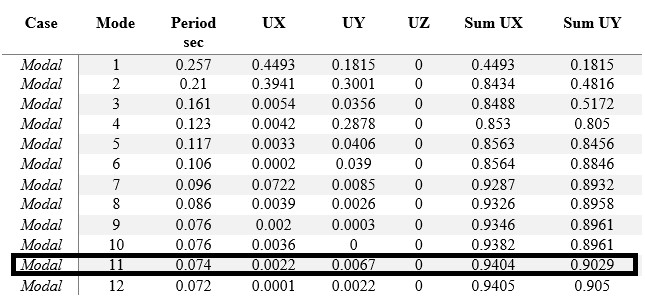 Case Mode Period sec UX UY UZ Sum UX Sum UY
Modal 1 0.257 0.4493 0.1815 0 0.4493 0.1815
Modal 2 0.21 0.3941 0.3001 0 0.8434 0.4816
Modal 3 0.161 0.0054 0.0356 0 0.8488 0.5172
Modal 4 0.123 0.0042 0.2878 0 0.853 0.805
Modal 5 0.117 0.0033 0.0406 0 0.8563 0.8456
Modal 6 0.106 0.0002 0.039 0 0.8564 0.8846
Modal 7 0.096 0.0722 0.0085 0 0.9287 0.8932
Modal 8 0.086 0.0039 0.0026 0 0.9326 0.8958
Modal 9 0.076 0.002 0.0003 0 0.9346 0.8961
Modal 10 0.076 0.0036 0 0 0.9382 0.8961
Modal 11 0.074 0.0022 0.0067 0 0.9404 0.9029
Modal 12 0.072 0.0001 0.0022 0 0.9405 0.905